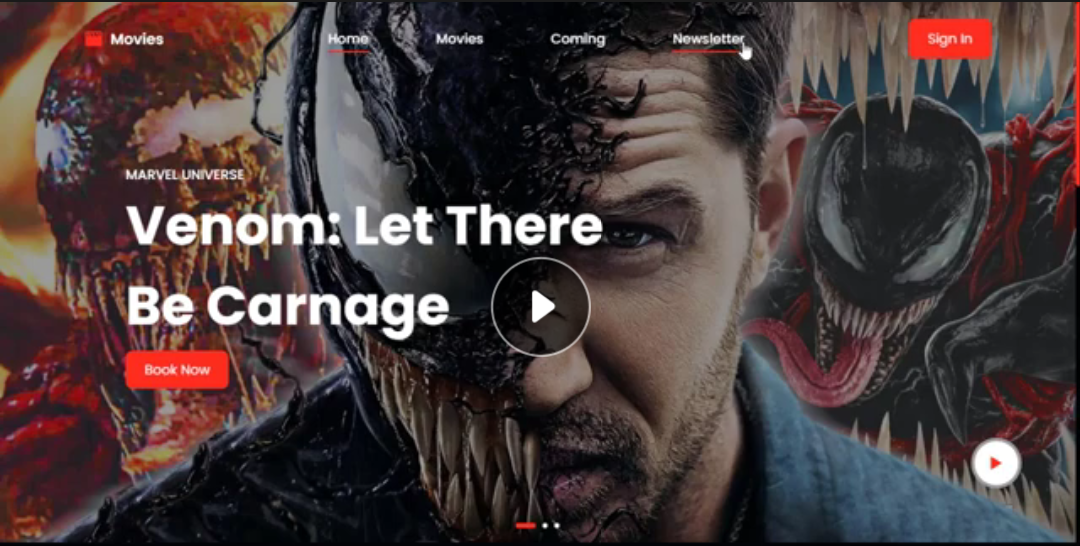 Movies
Home
Movies
Coming
Newsletter
Sign In
MARVEL UNIVERSE
Venom: Let There
Be Carnage
Book Now